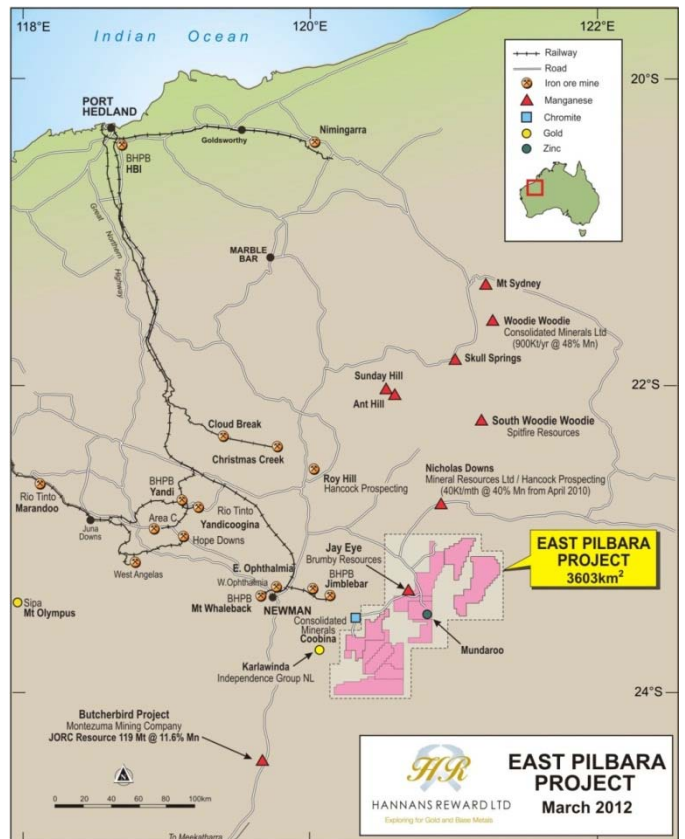 118°E
120°E
122°E
Indian Ocean
20°S
22°S
24°S
Railway
Road
Iron ore mine
Manganese
Chromite
Gold
Zinc
PORT
HEDLAND
BHPB
HBI
Goldsworthy
Nimingarra
Great Northern Highway
MARBLE
BAR
Mt Sydney
Woodie Woodie
Consolidated Minerals Ltd
(900Kt/yr @ 48% Mn)
Skull Springs
Sunday Hill
Ant Hill
South Woodie Woodie
Spitfire Resources
Cloud Break
Christmas Creek
Roy Hill
Hancock Prospecting
Nicholas Downs
Mineral Resources Ltd / Hancock Prospecting
(40Kt/mth @ 40% Mn from April 2010)
Rio Tinto
Marandoo
BHPB
Yandi
Rio Tinto
Yandicoogina
Juna
Downs
Area C
Hope Downs
West Angelas
E. Ophthalmia
W.Ophthalmia
BHPB
Jimblebar
BHPB
Mt Whaleback
NEWMAN
Jay Eye
Brumby Resources
EAST PILBARA
PROJECT
3603km²
Sipa
Mt Olympus
Consolidated
Minerals
Coobina
Mundaroo
Karlawinda
Independence Group NL
Butcherbird Project
Montezuma Mining Company
JORC Resource 119 Mt @ 11.6% Mn
0 20 40 60 80 100km
To Meekatharra
HR
HANNANS REWARD LTD
Exploring for Gold and Base Metals
EAST PILBARA
PROJECT
March 2012